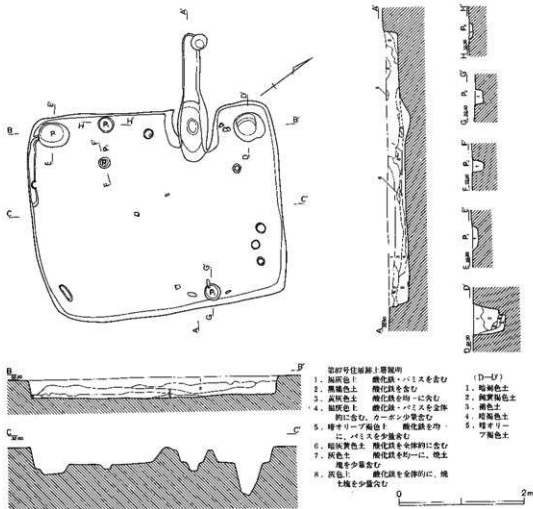 A'
H'
P
H
E
D'
G'
B
P
H
P
H'
B'
P
G
E
F
P
D
F
F'
P
C
C'
F
E'
G'
P
P
G
A
E
A
D'
D
B
B'
第87号住居跡土層説明
1．褐灰色土　酸化鉄・パミスを含む
2．黒褐色土　酸化鉄を含む
3．黄灰色土　酸化鉄を均一に含む
4．褐灰色土　酸化鉄・パミスを全体
的に含む、カーボン少量含む
5．暗オリーブ褐色土　酸化鉄を均一
に、パミスを少量含む
6．暗灰黄色土　酸化鉄を全体的に含む
7．灰色土　酸化鉄を均一に、焼土
塊を少量含む
8．灰色土　酸化鉄を全体的に、焼
土塊を少量含む
(D—D')
1．暗褐色土
2．純黄褐色土
3．褐色土
4．暗褐色土
5．暗オリー
ブ褐色土
C
C'
0
2m